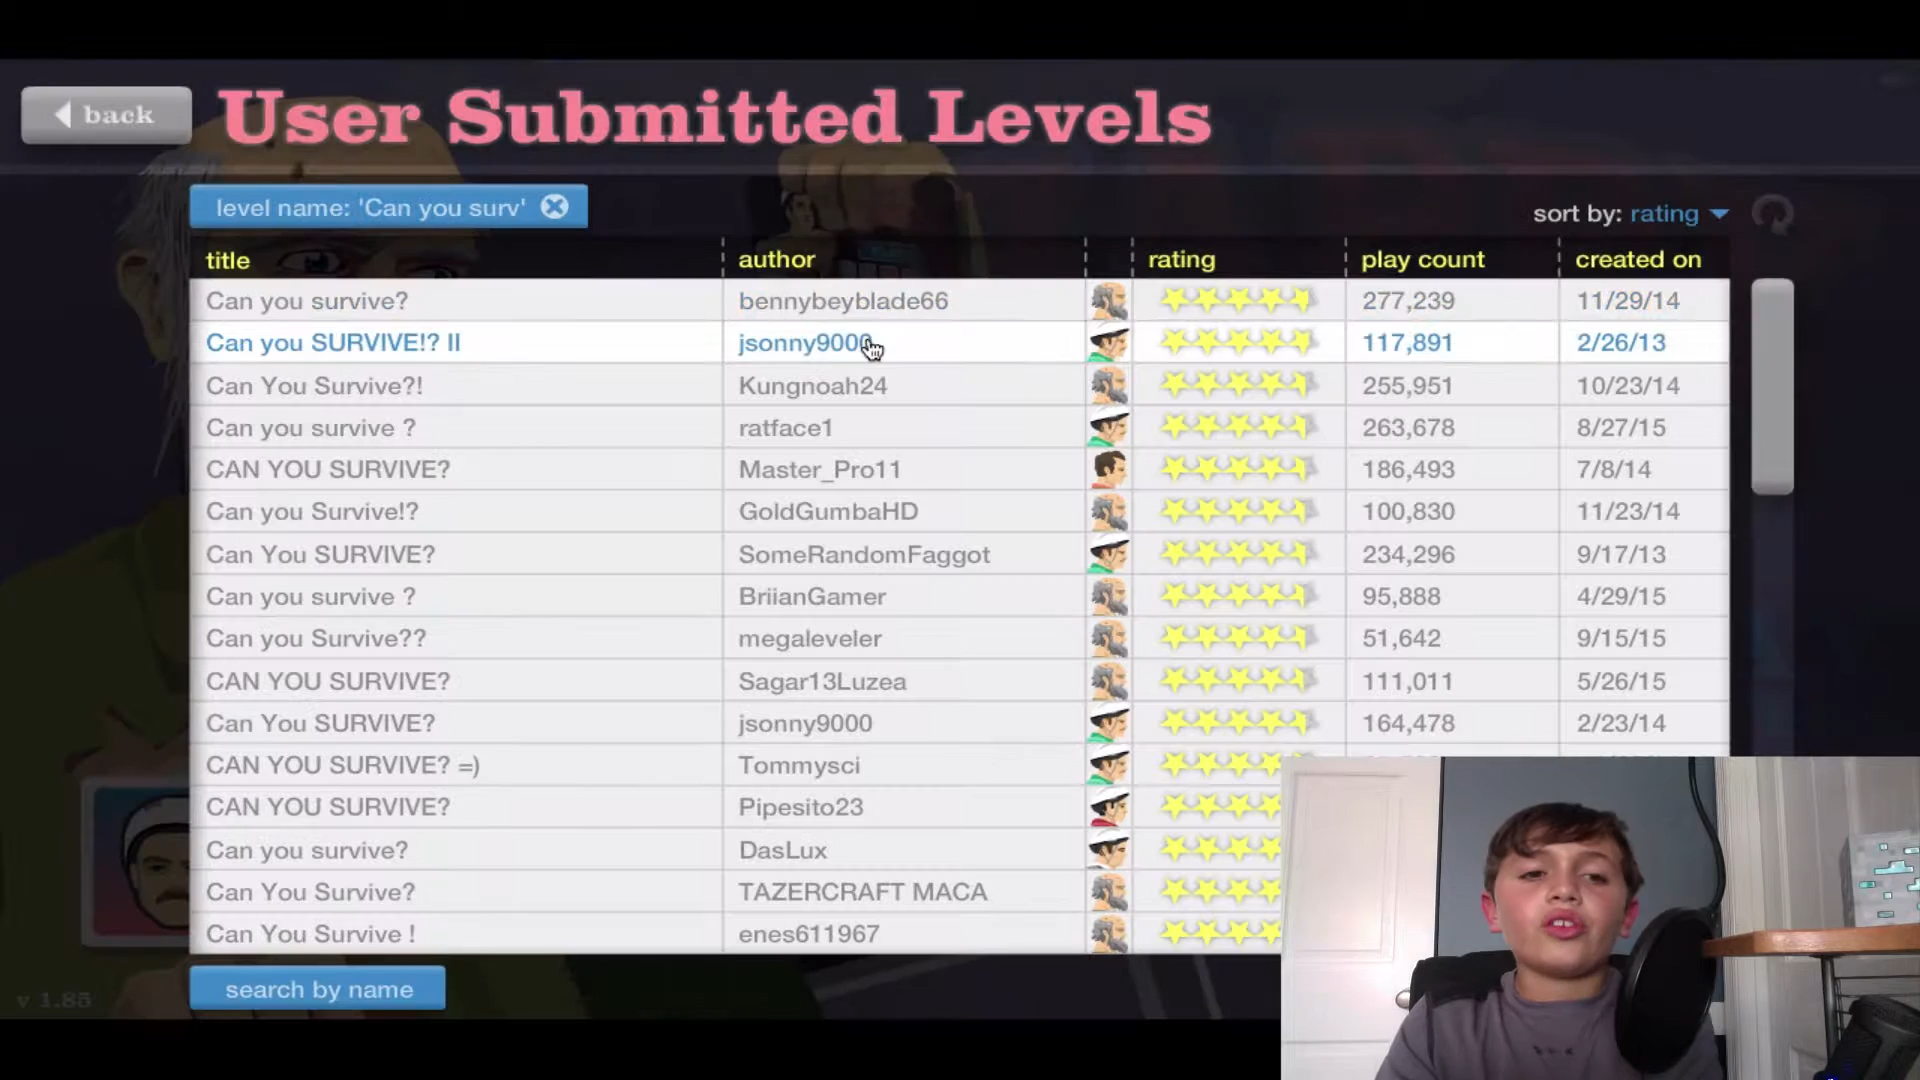 back
User Submitted Levels
level name: 'Can you surv'
sort by: rating
title author rating play count created on
Can you survive? bennybeyblade66 277,239 11/29/14
Can you SURVIVE!? II jsonny9000 117,891 2/26/13
Can You Survive?! Kungnoah24 255,951 10/23/14
Can you survive ? ratface1 263,678 8/27/15
CAN YOU SURVIVE? Master_Pro11 186,493 7/8/14
Can you Survive!? GoldGumbaHD 100,830 11/23/14
Can You SURVIVE? SomeRandomFaggot 234,296 9/17/13
Can you survive ? BriianGamer 95,888 4/29/15
Can you Survive?? megaleveler 51,642 9/15/15
CAN YOU SURVIVE? Sagar13Luzea 111,011 5/26/15
Can You SURVIVE? jsonny9000 164,478 2/23/14
CAN YOU SURVIVE? =) Tommysci
CAN YOU SURVIVE? Pipesito23
Can you survive? DasLux
Can You Survive? TAZERCRAFT MACA
Can You Survive ! enes611967
search by name
v 1.85